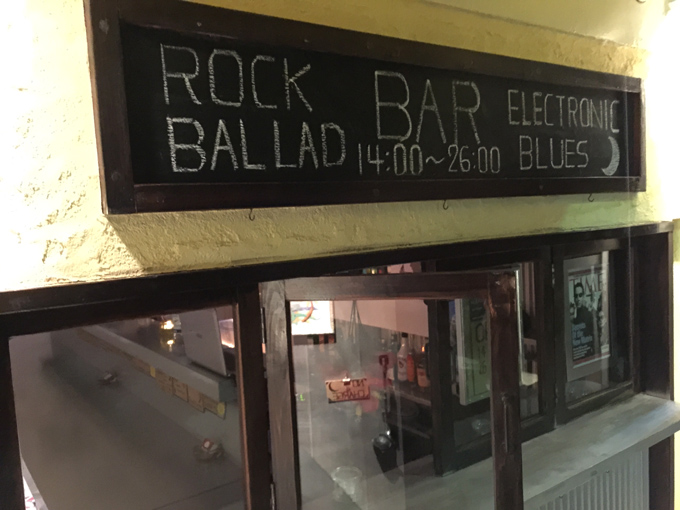 ROCK
BALLAD
BAR
14:00~26:00
ELECTRONIC
BLUES